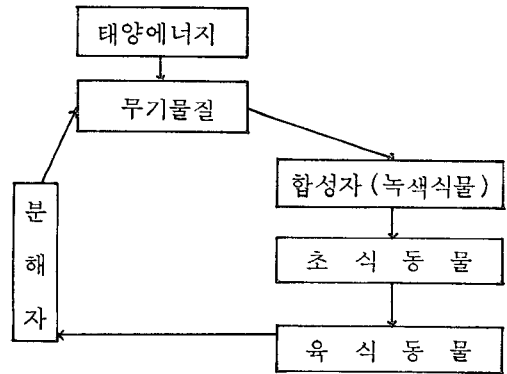 태양에너지
무기물질
합성자 (녹색식물)
분해자
초 식 동 물
육 식 동 물